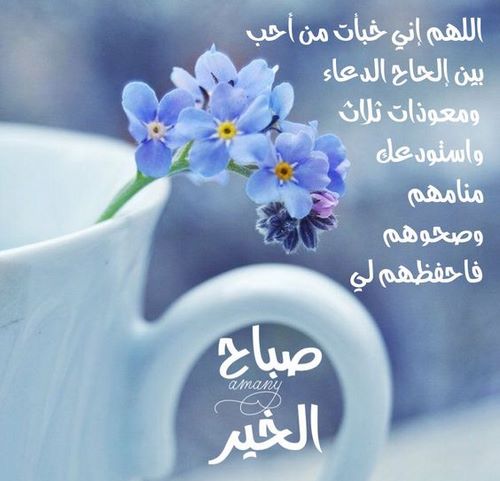 اللهم إني خبأت من أحب
بين إلحاح الدعاء
ومعوذات ثلاث
واستودعك
منامهم
وصحوهم
فاحفظهم لي
صباح
amany
الخير